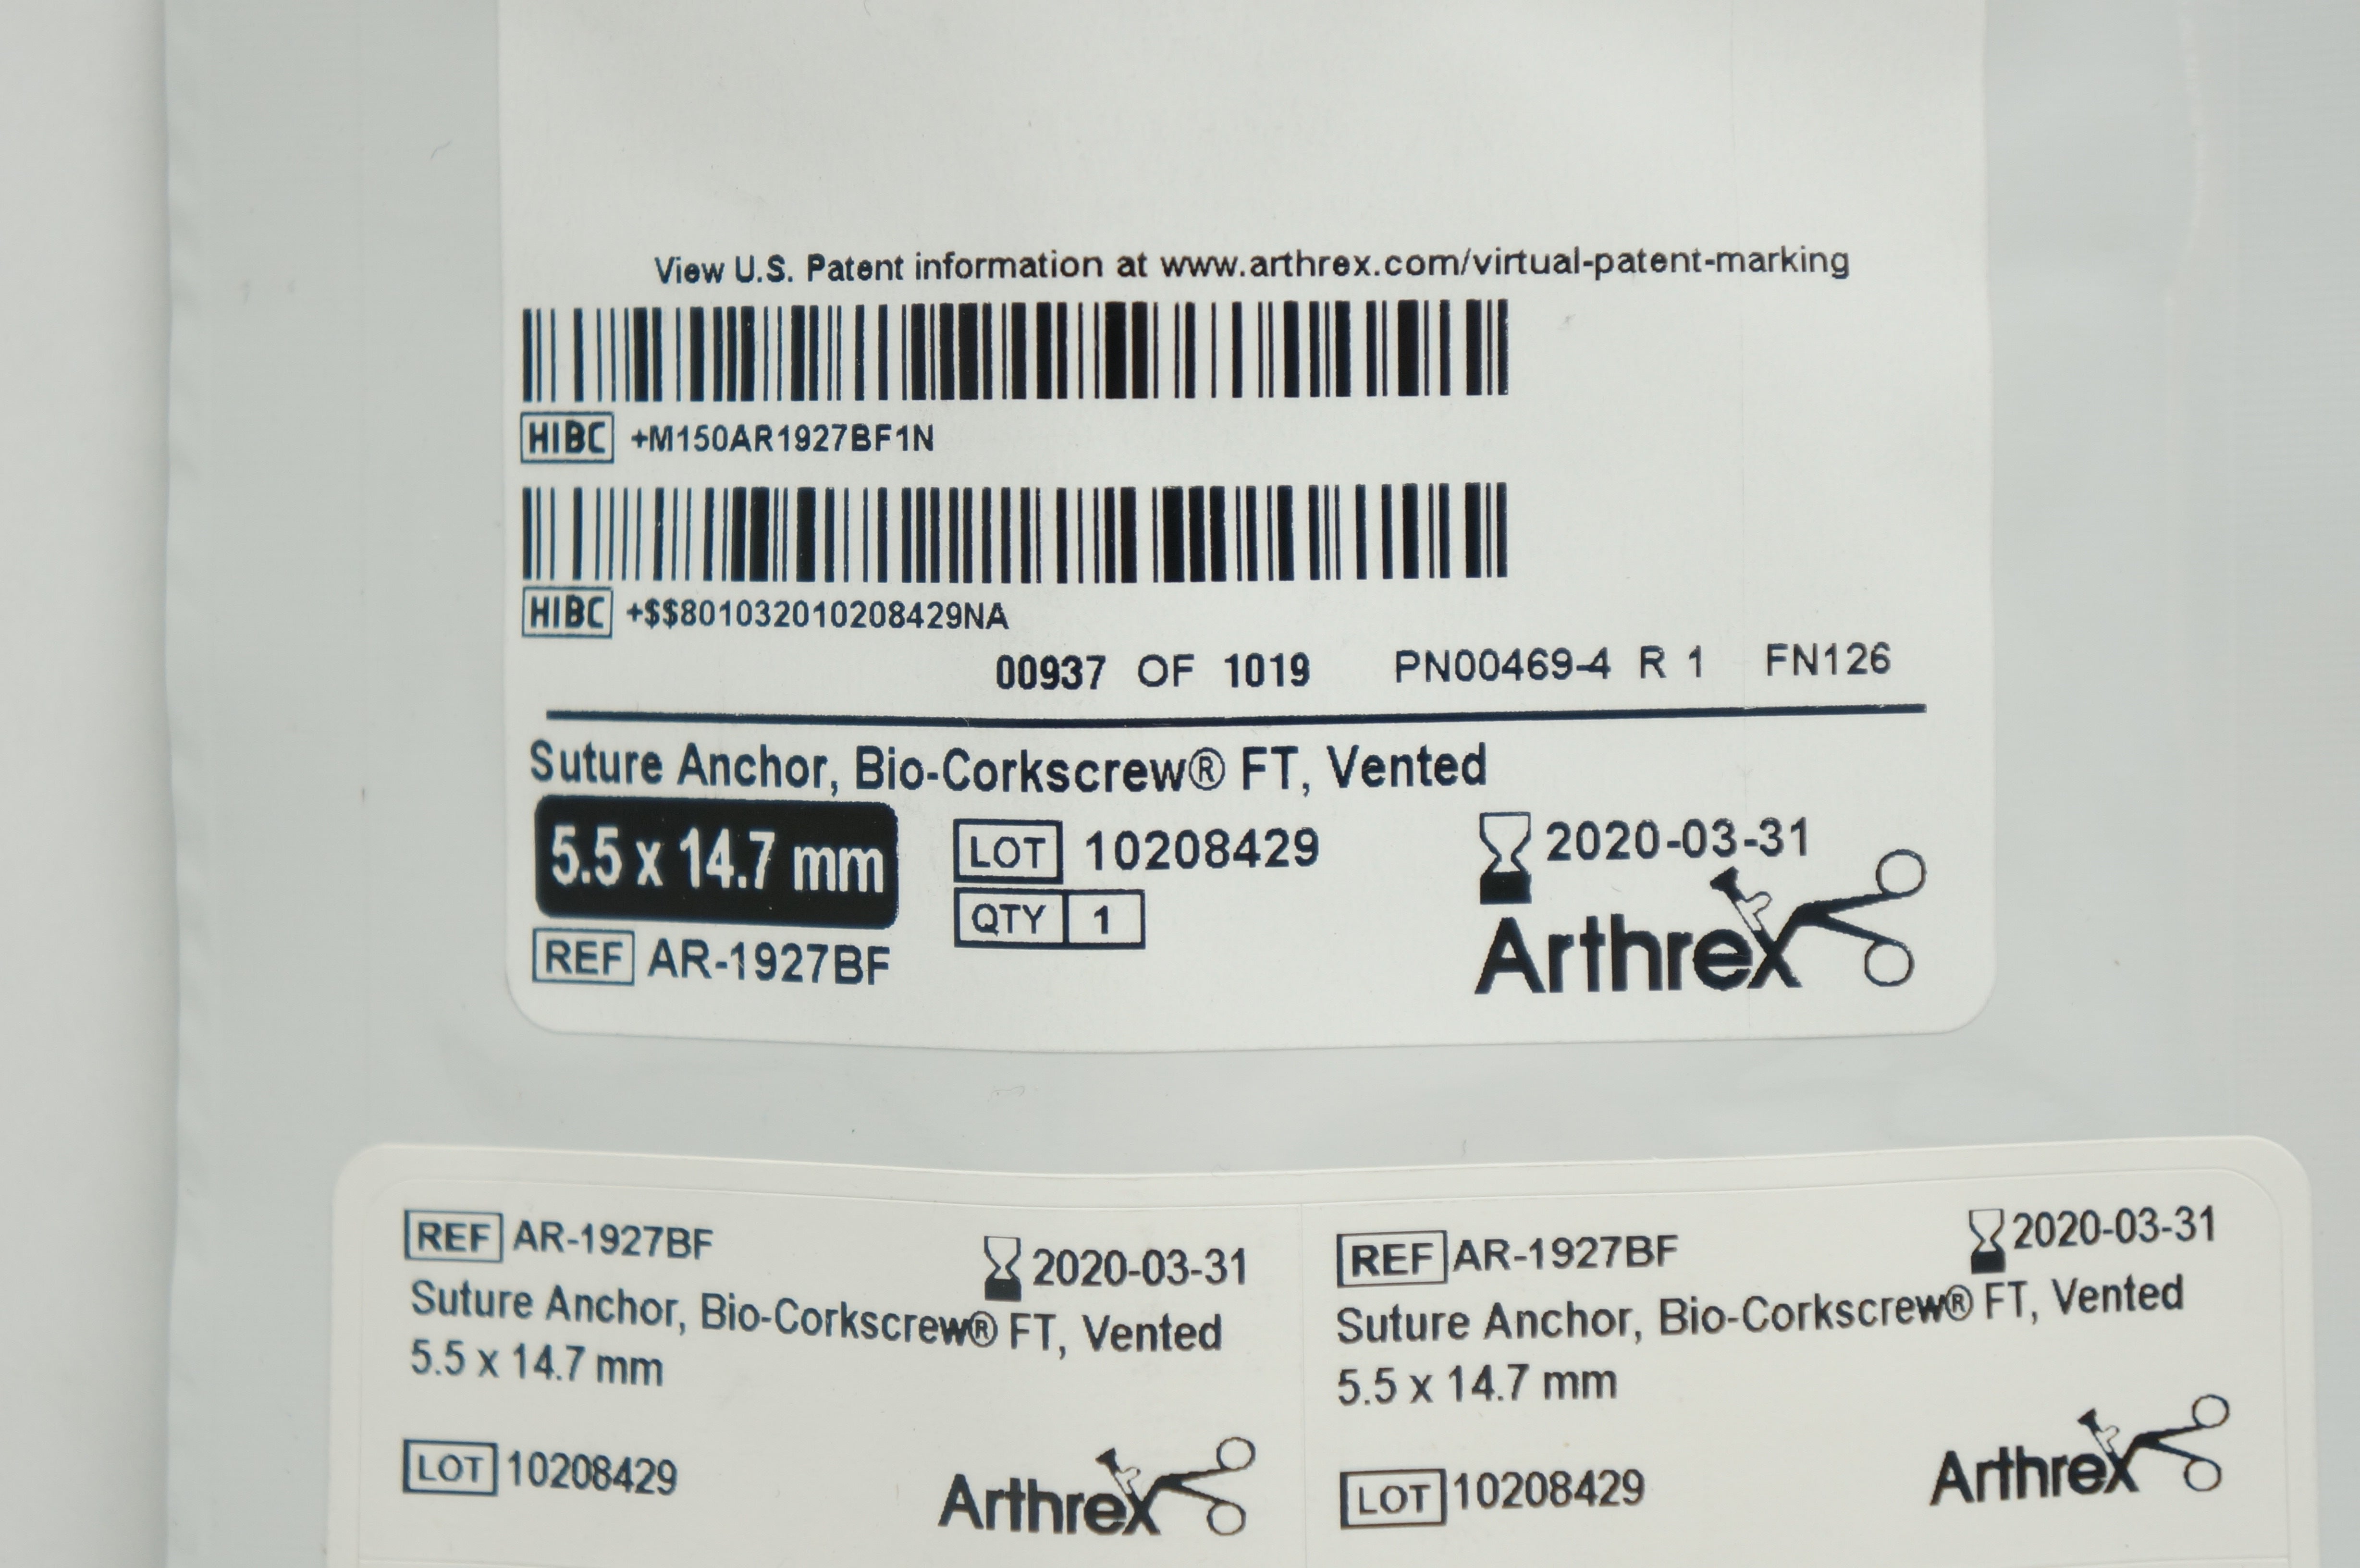 View U.S. Patent information at www.arthrex.com/virtual-patent-marking
HIBC +M150AR1927BF1N
HIBC +$$801032010208429NA
00937 OF 1019 PN00469-4 R 1 FN126
Suture Anchor, Bio-Corkscrew® FT, Vented
5.5 x 14.7 mm
LOT 10208429
2020-03-31
QTY 1
REF AR-1927BF
Arthrex
REF AR-1927BF
2020-03-31
Suture Anchor, Bio-Corkscrew® FT, Vented
5.5 x 14.7 mm
LOT 10208429
Arthrex
REF AR-1927BF
2020-03-31
Suture Anchor, Bio-Corkscrew® FT, Vented
5.5 x 14.7 mm
LOT 10208429
Arthrex